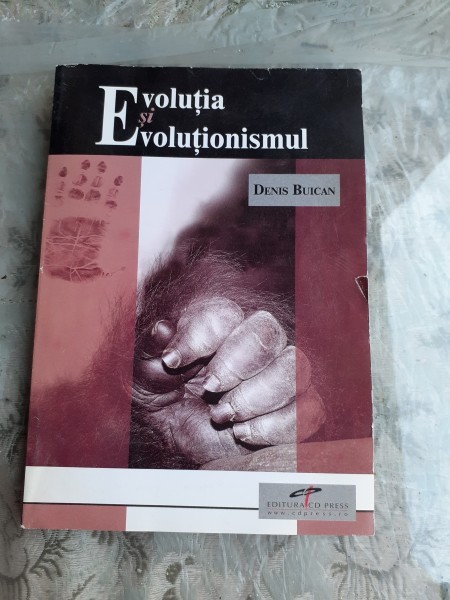 Evoluția
și
Evoluționismul
DENIS BUICAN
EDITURA CD PRESS
www.cdpress.ro